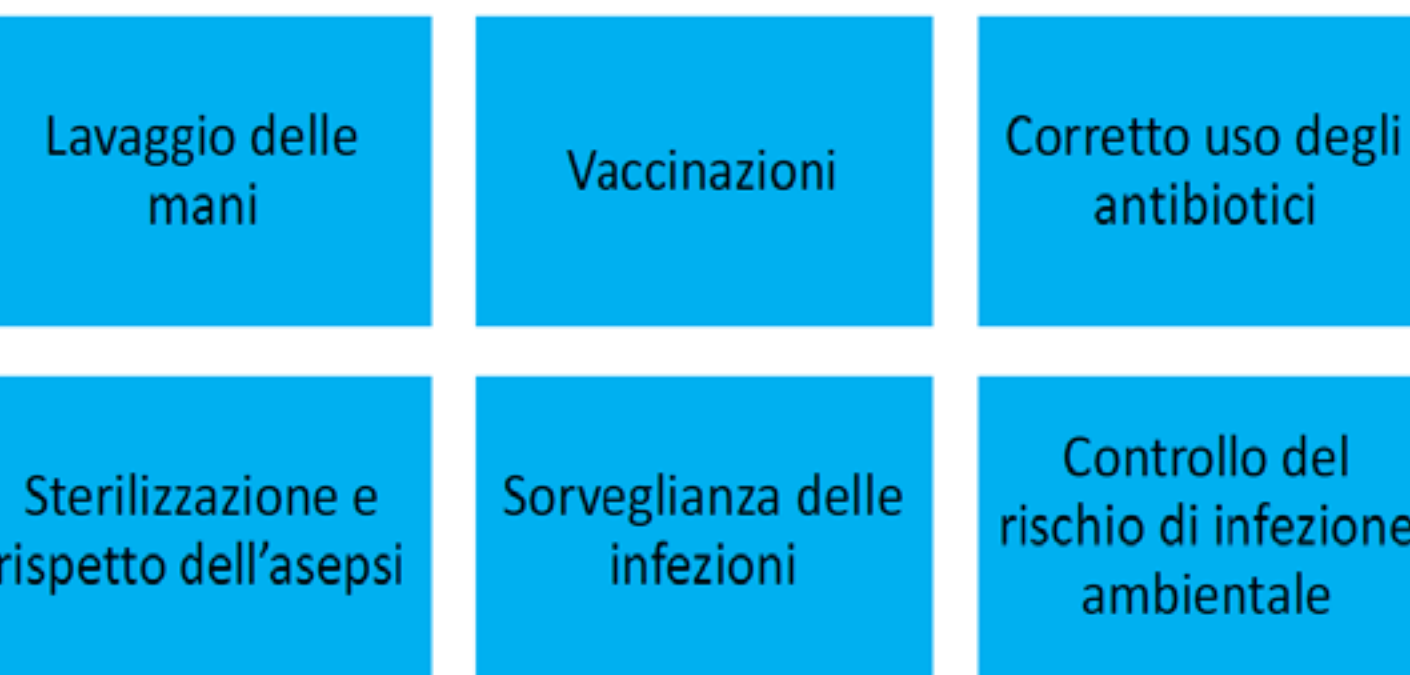 Lavaggio delle
mani
Vaccinazioni
Corretto uso degli
antibiotici
Sterilizzazione e
rispetto dell'asepsi
Sorveglianza delle
infezioni
Controllo del
rischio di infezione
ambientale